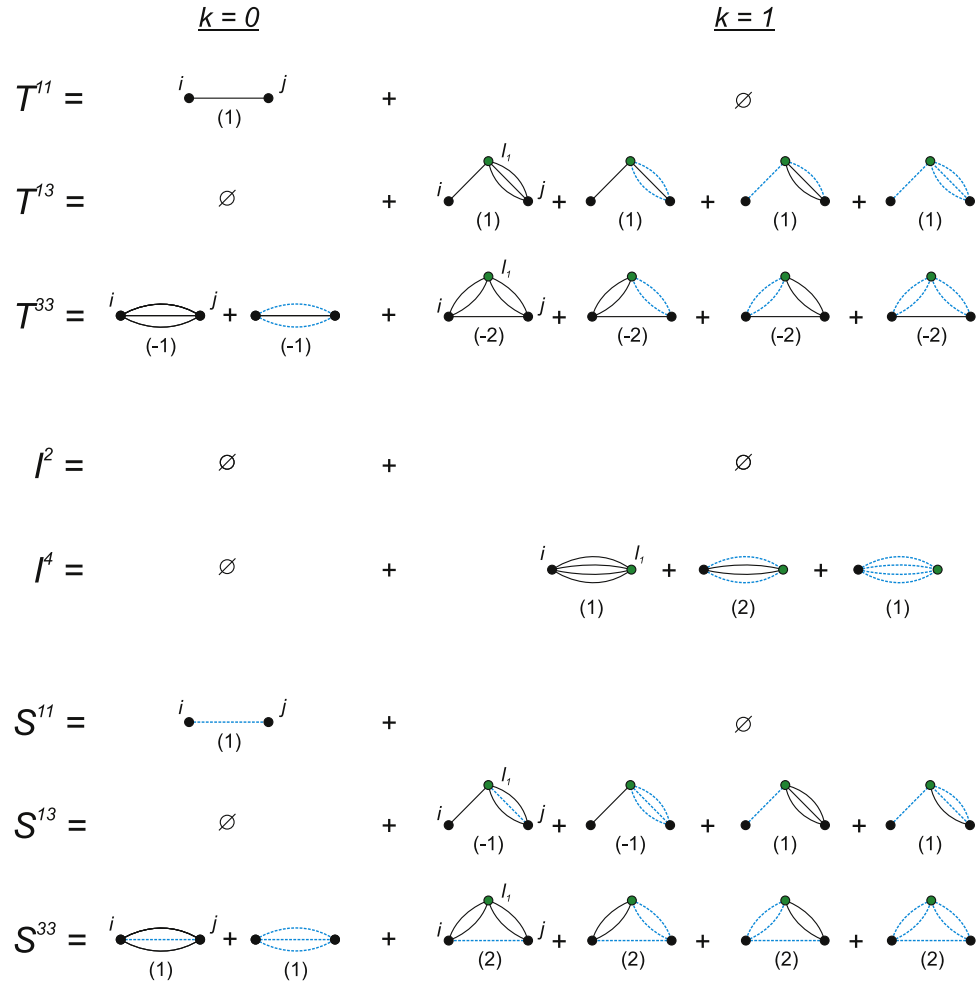 k = 0 k = 1
T¹¹ = i j (1) + ∅
T¹³ = ∅ + i l₁ j (1) + (1) + (1) + (1)
T³³ = i j (-1) + (-1) + i l₁ j (-2) + (-2) + (-2) + (-2)
I² = ∅ + ∅
I⁴ = ∅ + i l₁ (1) + (2) + (1)
S¹¹ = i j (1) + ∅
S¹³ = ∅ + i l₁ j (-1) + (-1) + (1) + (1)
S³³ = i j (1) + (1) + i l₁ j (2) + (2) + (2) + (2)